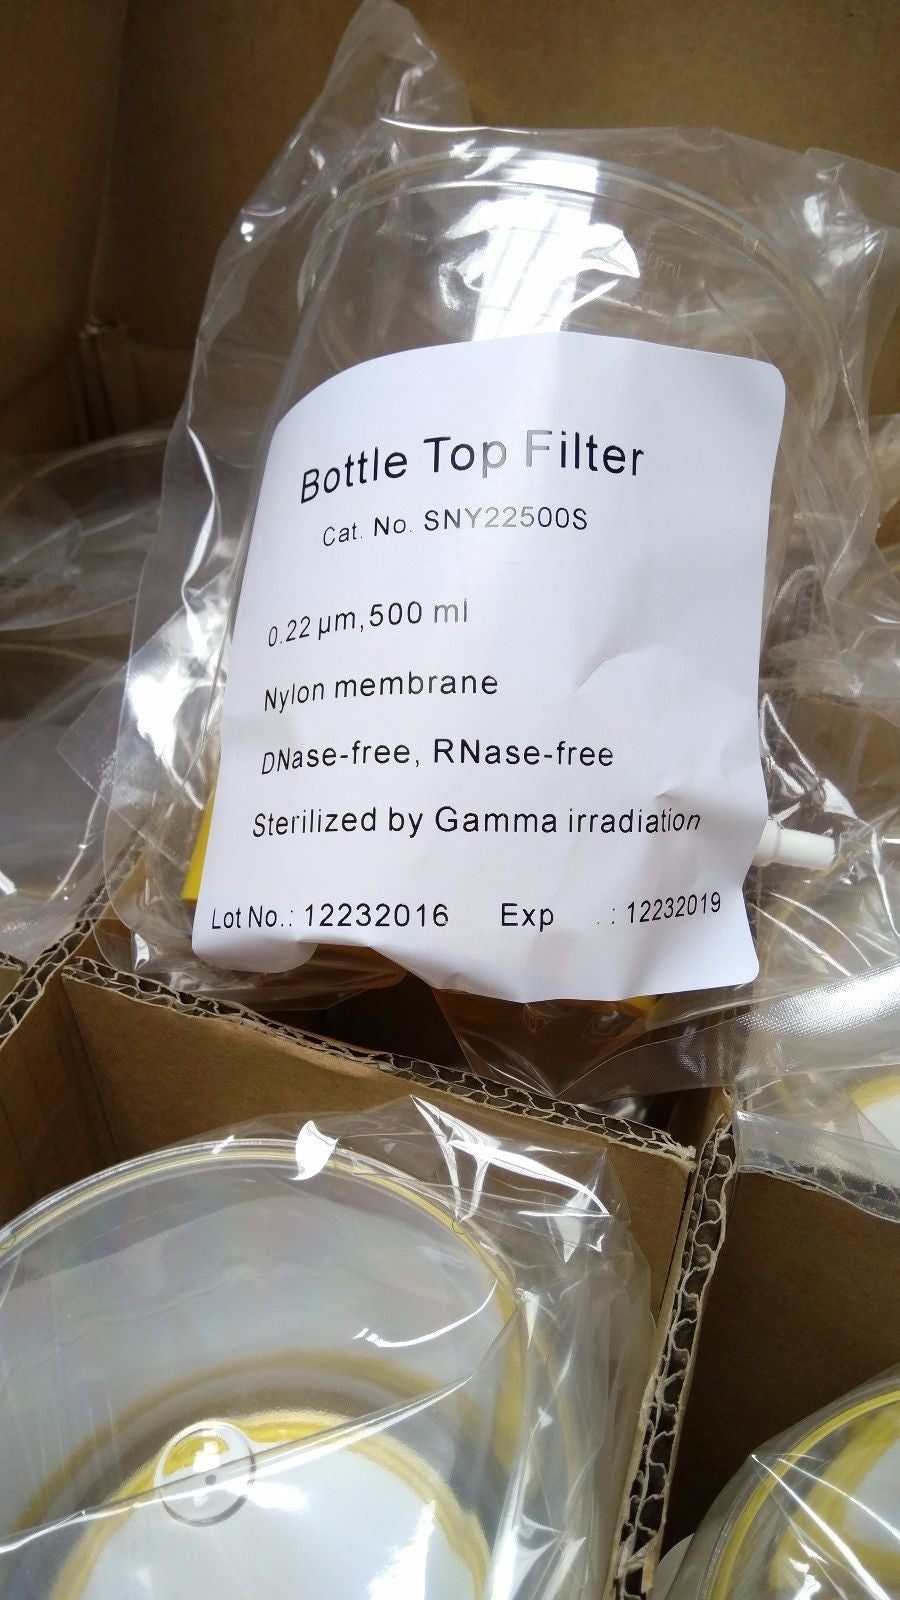 Bottle Top Filter
Cat. No. SNY22500S
0.22 µm,500 ml
Nylon membrane
DNase-free, RNase-free
Sterilized by Gamma irradiation
Lot No.: 12232016 Exp .: 12232019